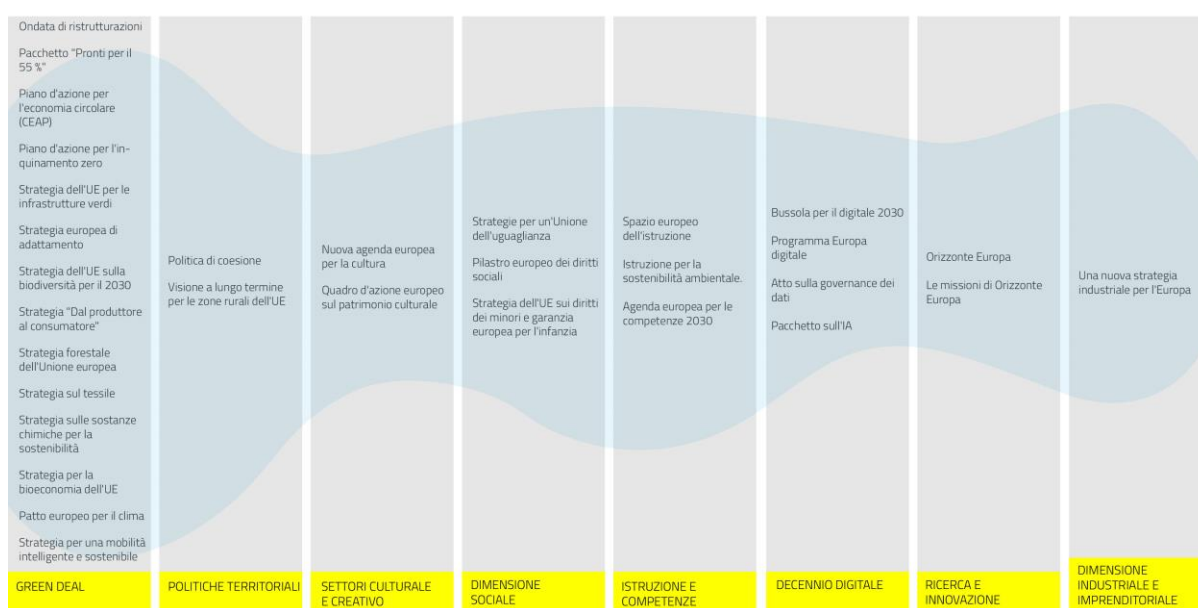 Ondata di ristrutturazioni
Pacchetto "Pronti per il
55 %"
Piano d'azione per
l'economia circolare
(CEAP)
Piano d'azione per l'in-
quinamento zero
Strategia dell'UE per le
infrastrutture verdi
Strategia europea di
adattamento
Strategia dell'UE sulla
biodiversità per il 2030
Strategia "Dal produttore
al consumatore"
Strategia forestale
dell'Unione europea
Strategia sul tessile
Strategia sulle sostanze
chimiche per la
sostenibilità
Strategia per la
bioeconomia dell'UE
Patto europeo per il clima
Strategia per una mobilità
intelligente e sostenibile
GREEN DEAL
Politica di coesione
Visione a lungo termine
per le zone rurali dell'UE
POLITICHE TERRITORIALI
Nuova agenda europea
per la cultura
Quadro d'azione europeo
sul patrimonio culturale
SETTORI CULTURALE
E CREATIVO
Strategie per un'Unione
dell'uguaglianza
Pilastro europeo dei diritti
sociali
Strategia dell'UE sui diritti
dei minori e garanzia
europea per l'infanzia
DIMENSIONE
SOCIALE
Spazio europeo
dell'istruzione
Istruzione per la
sostenibilità ambientale.
Agenda europea per le
competenze 2030
ISTRUZIONE E
COMPETENZE
Bussola per il digitale 2030
Programma Europa
digitale
Atto sulla governance dei
dati
Pacchetto sull'IA
DECENNIO DIGITALE
Orizzonte Europa
Le missioni di Orizzonte
Europa
RICERCA E
INNOVAZIONE
Una nuova strategia
industriale per l'Europa
DIMENSIONE
INDUSTRIALE E
IMPRENDITORIALE